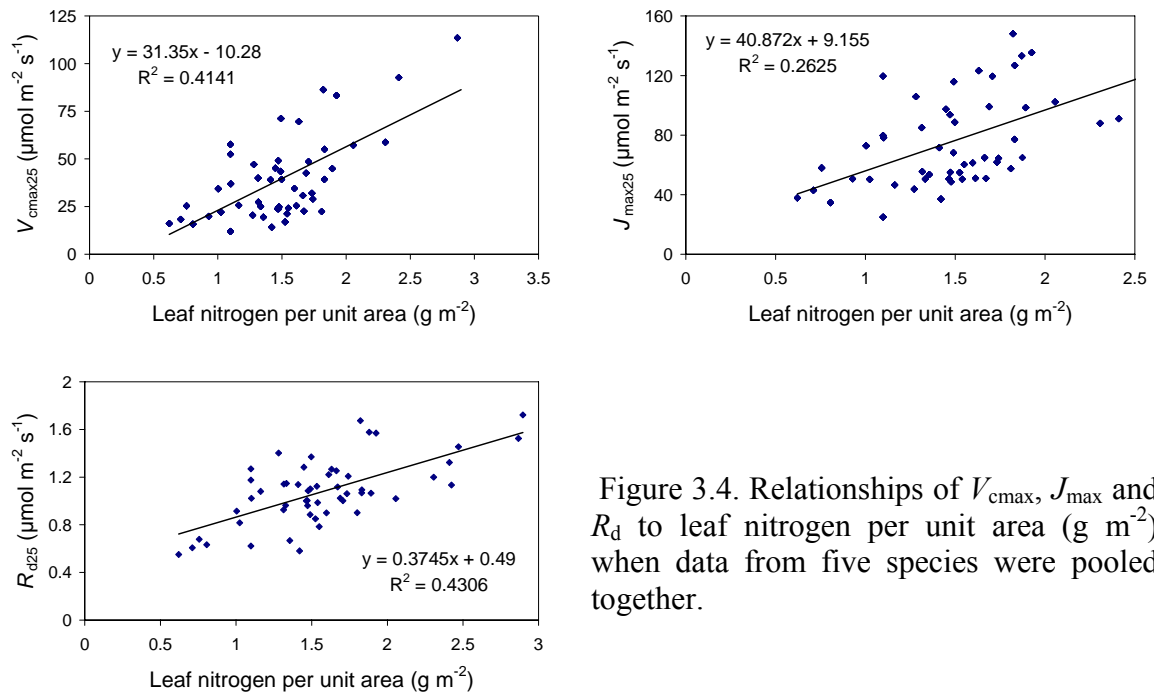 125
100
75
50
25
0
V_cmax25 (µmol m⁻² s⁻¹)
y = 31.35x - 10.28
R² = 0.4141
0 0.5 1 1.5 2 2.5 3 3.5
Leaf nitrogen per unit area (g m⁻²)
160
120
80
40
0
J_max25 (µmol m⁻² s⁻¹)
y = 40.872x + 9.155
R² = 0.2625
0 0.5 1 1.5 2 2.5
Leaf nitrogen per unit area (g m⁻²)
2
1.6
1.2
0.8
0.4
0
R_d25 (µmol m⁻² s⁻¹)
y = 0.3745x + 0.49
R² = 0.4306
0 0.5 1 1.5 2 2.5 3
Leaf nitrogen per unit area (g m⁻²)
Figure 3.4. Relationships of V_cmax, J_max and
R_d to leaf nitrogen per unit area (g m⁻²)
when data from five species were pooled
together.